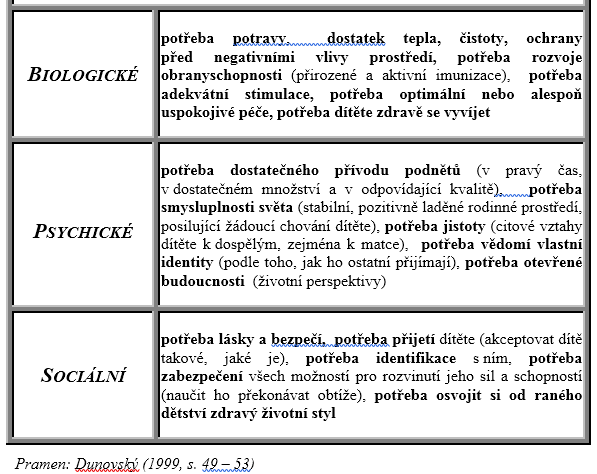 BIOLOGICKÉ
potřeba potravy, dostatek tepla, čistoty, ochrany
před negativními vlivy prostředí, potřeba rozvoje
obranyschopnosti (přirozené a aktivní imunizace), potřeba
adekvátní stimulace, potřeba optimální nebo alespoň
uspokojivé péče, potřeba dítěte zdravě se vyvíjet
PSYCHICKÉ
potřeba dostatečného přívodu podnětů (v pravý čas,
v dostatečném množství a v odpovídající kvalitě), potřeba
smysluplnosti světa (stabilní, pozitivně laděné rodinné prostředí,
posilující žádoucí chování dítěte), potřeba jistoty (citové vztahy
dítěte k dospělým, zejména k matce), potřeba vědomí vlastní
identity (podle toho, jak ho ostatní přijímají), potřeba otevřené
budoucnosti (životní perspektivy)
SOCIÁLNÍ
potřeba lásky a bezpečí, potřeba přijetí dítěte (akceptovat dítě
takové, jaké je), potřeba identifikace s ním, potřeba
zabezpečení všech možností pro rozvinutí jeho sil a schopností
(naučit ho překonávat obtíže), potřeba osvojit si od raného
dětství zdravý životní styl
Pramen: Dunovský (1999, s. 49 – 53)